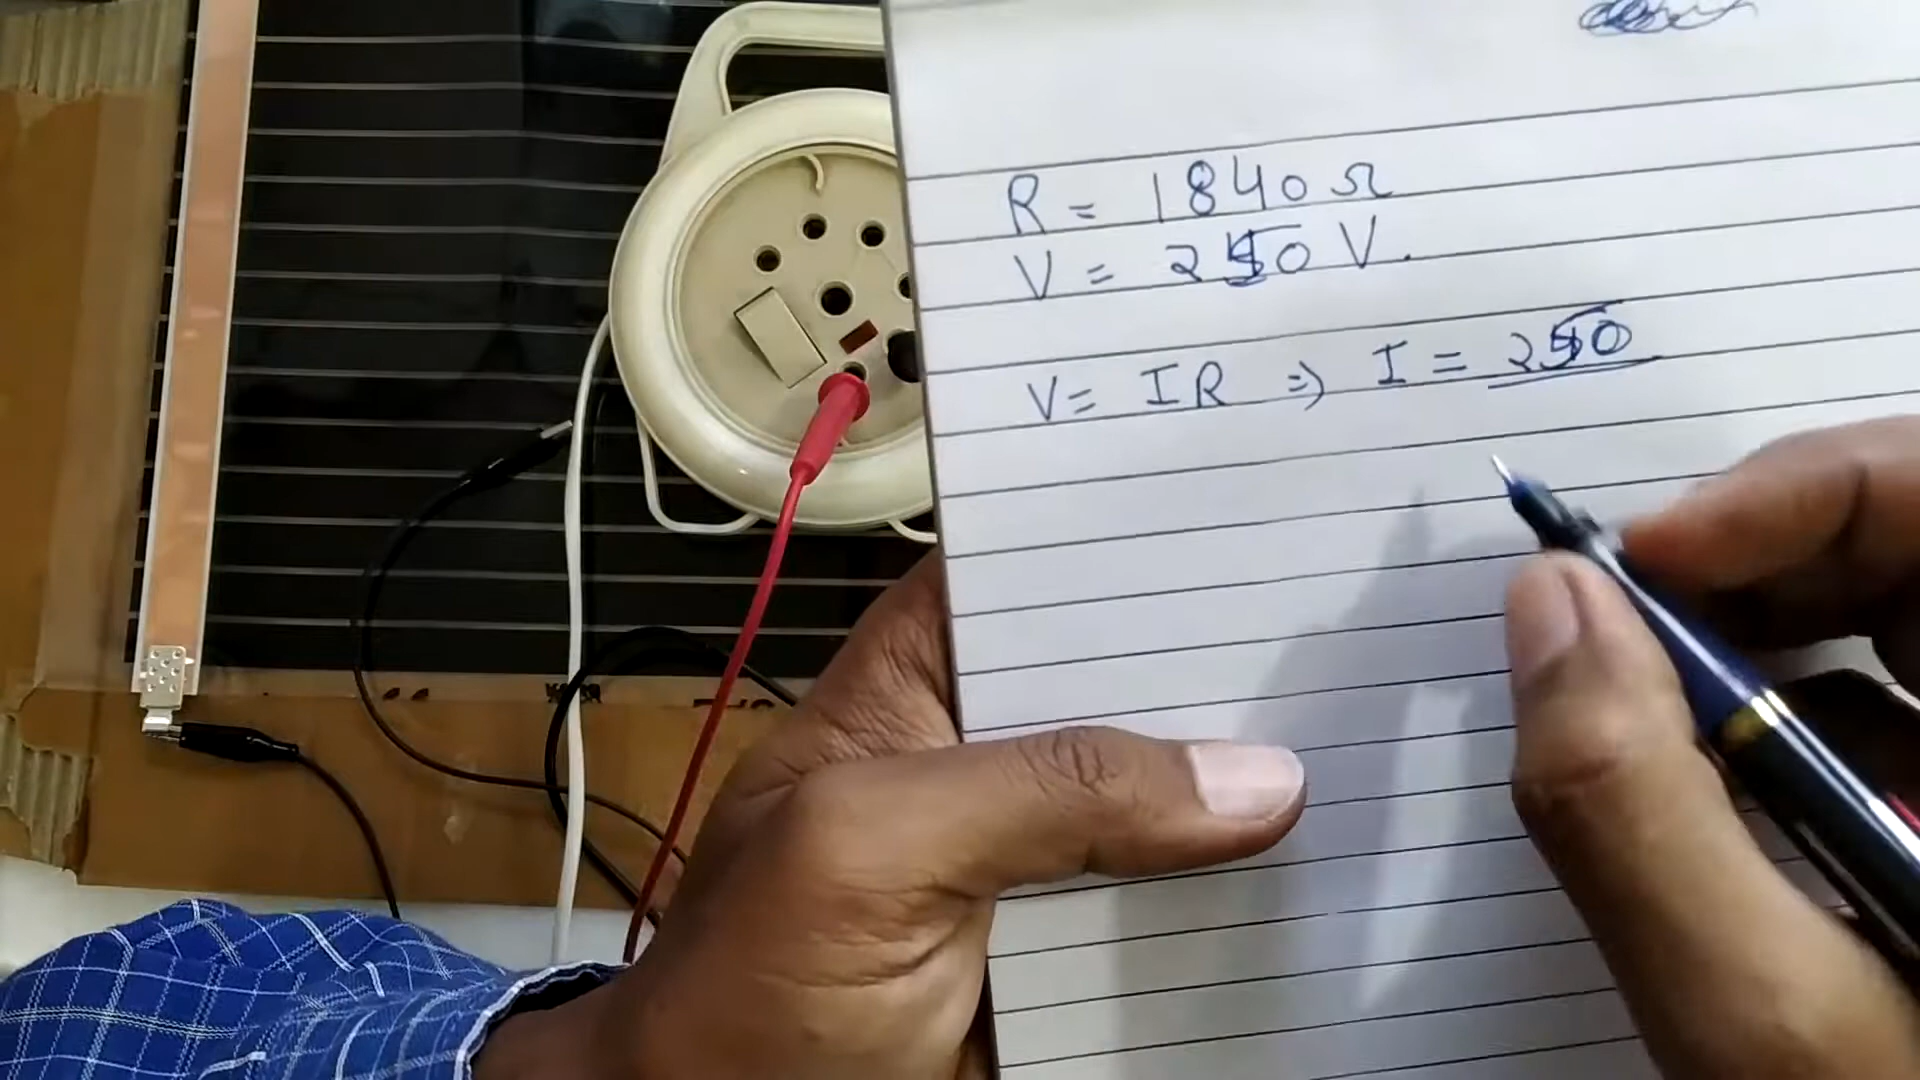 R = 1840 Ω
V = 250 V.
V = IR => I = 250